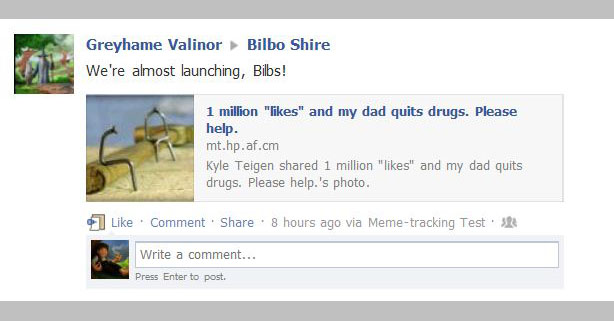 Greyhame Valinor ▶ Bilbo Shire
We're almost launching, Bilbs!
1 million "likes" and my dad quits drugs. Please
help.
mt.hp.af.cm
Kyle Teigen shared 1 million "likes" and my dad quits
drugs. Please help.'s photo.
Like · Comment · Share · 8 hours ago via Meme-tracking Test ·
Write a comment...
Press Enter to post.